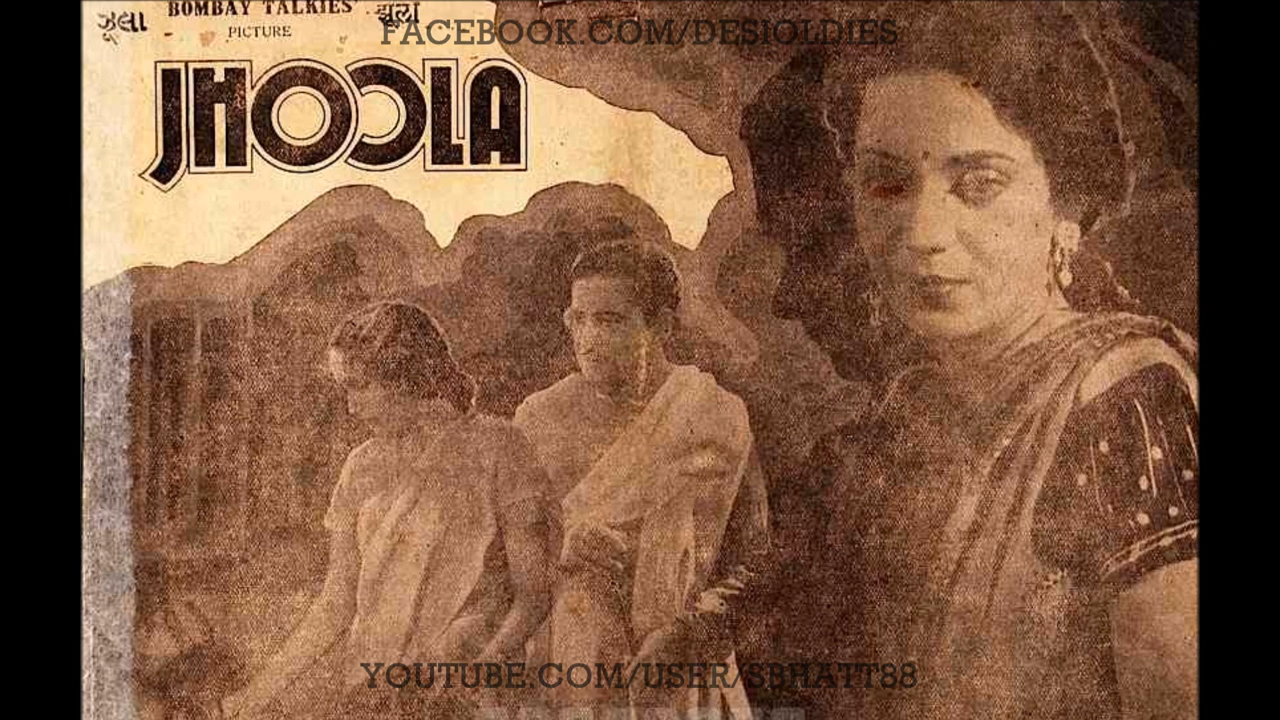 ઝુલા BOMBAY TALKIES' झूला
PICTURE
FACEBOOK.COM/DESIOLDIES
JHOOLA
YOUTUBE.COM/USER/SBHATT88